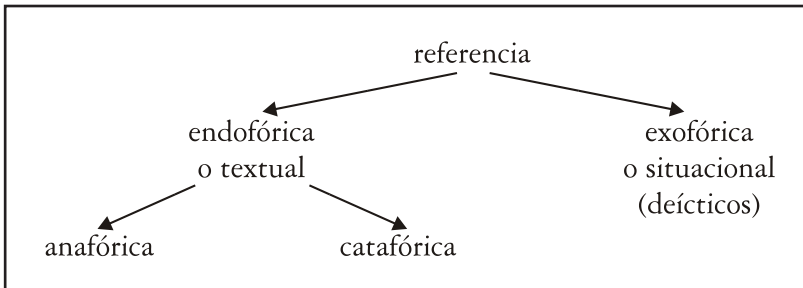 referencia
endofórica
o textual
exofórica
o situacional
(deícticos)
anafórica
catafórica